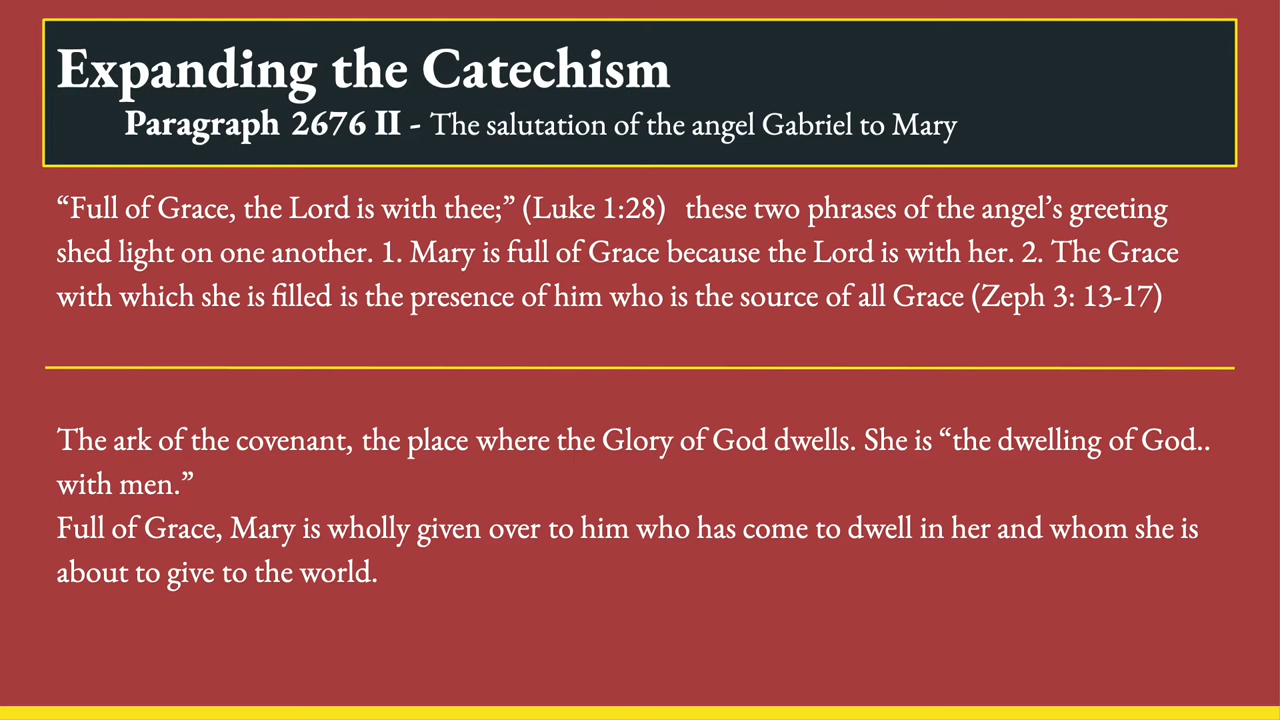 Expanding the Catechism
Paragraph 2676 II - The salutation of the angel Gabriel to Mary
“Full of Grace, the Lord is with thee;” (Luke 1:28) these two phrases of the angel’s greeting
shed light on one another. 1. Mary is full of Grace because the Lord is with her. 2. The Grace
with which she is filled is the presence of him who is the source of all Grace (Zeph 3: 13-17)
The ark of the covenant, the place where the Glory of God dwells. She is “the dwelling of God..
with men.”
Full of Grace, Mary is wholly given over to him who has come to dwell in her and whom she is
about to give to the world.